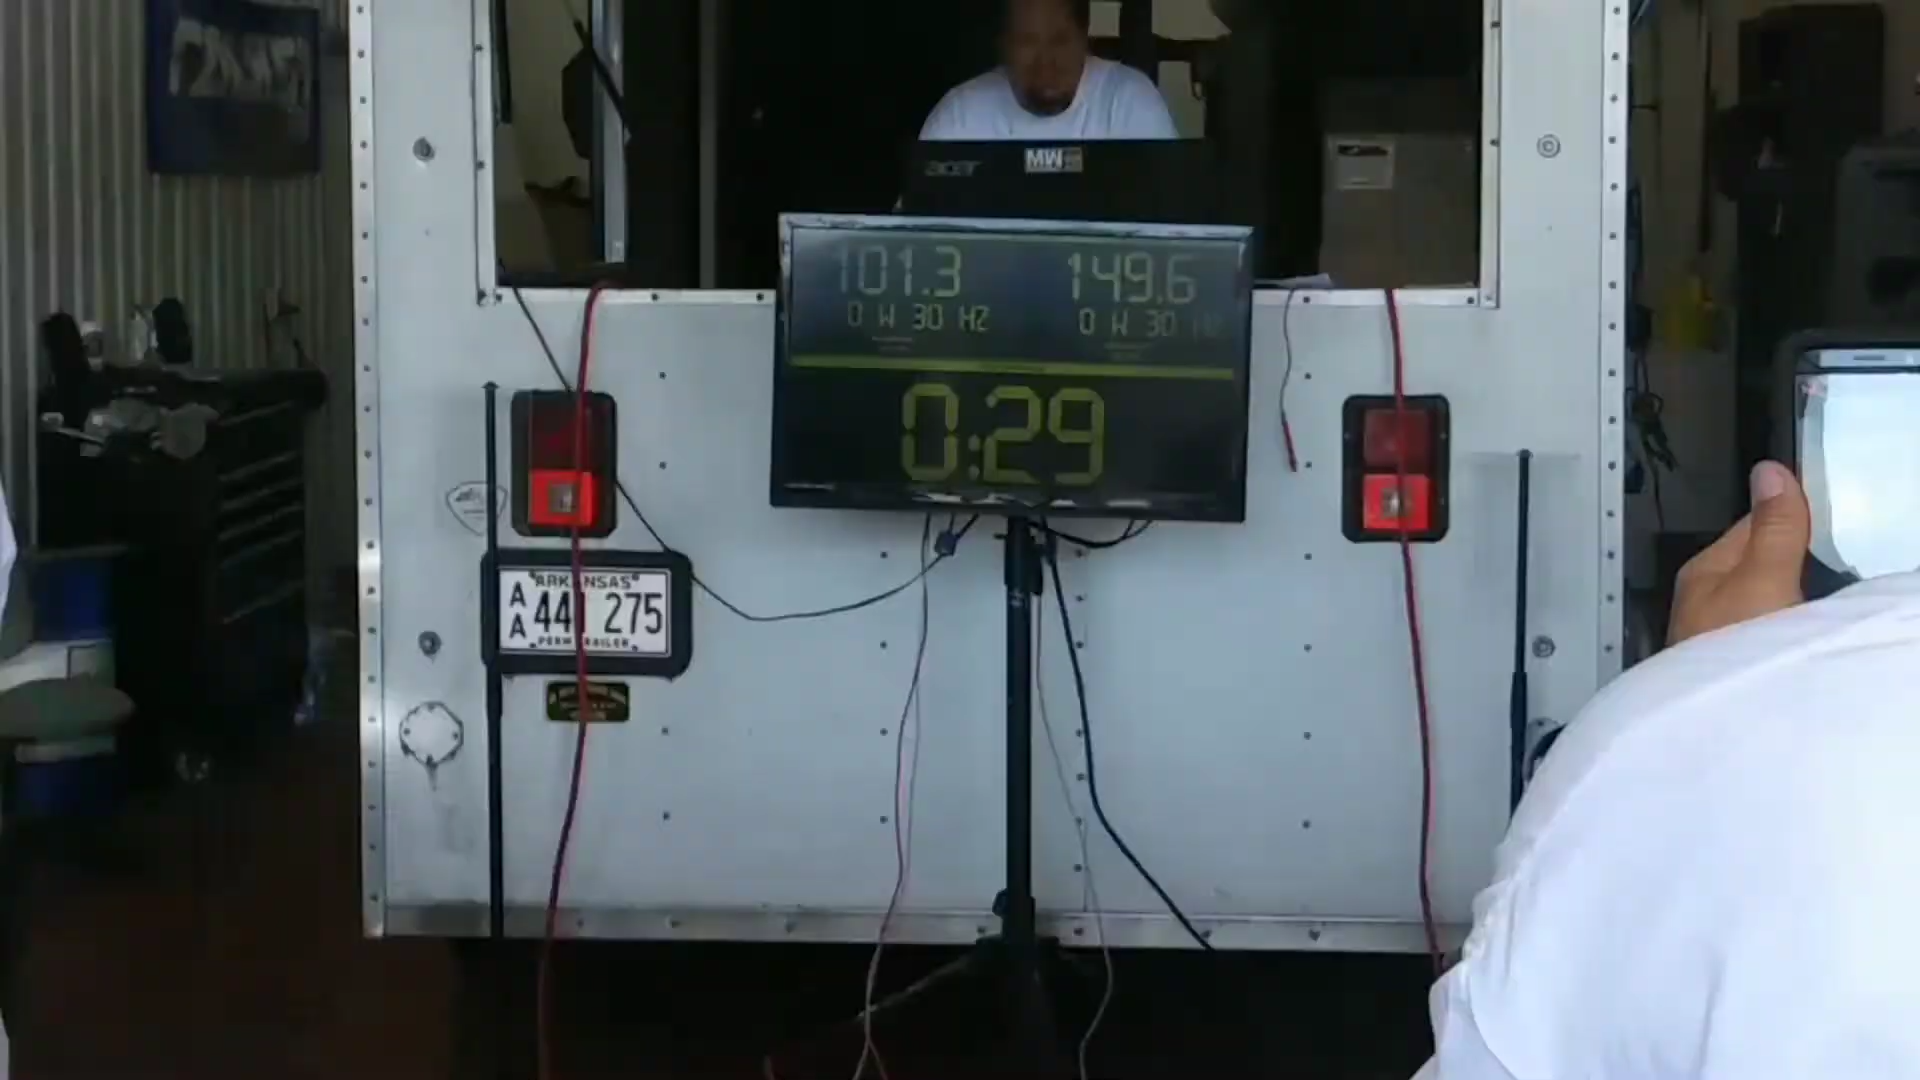 acer
MW
101.3
149.6
0 W 30 HZ
0 W 30 HZ
0:29
ARKANSAS
AA 441 275
PERM TRAILER